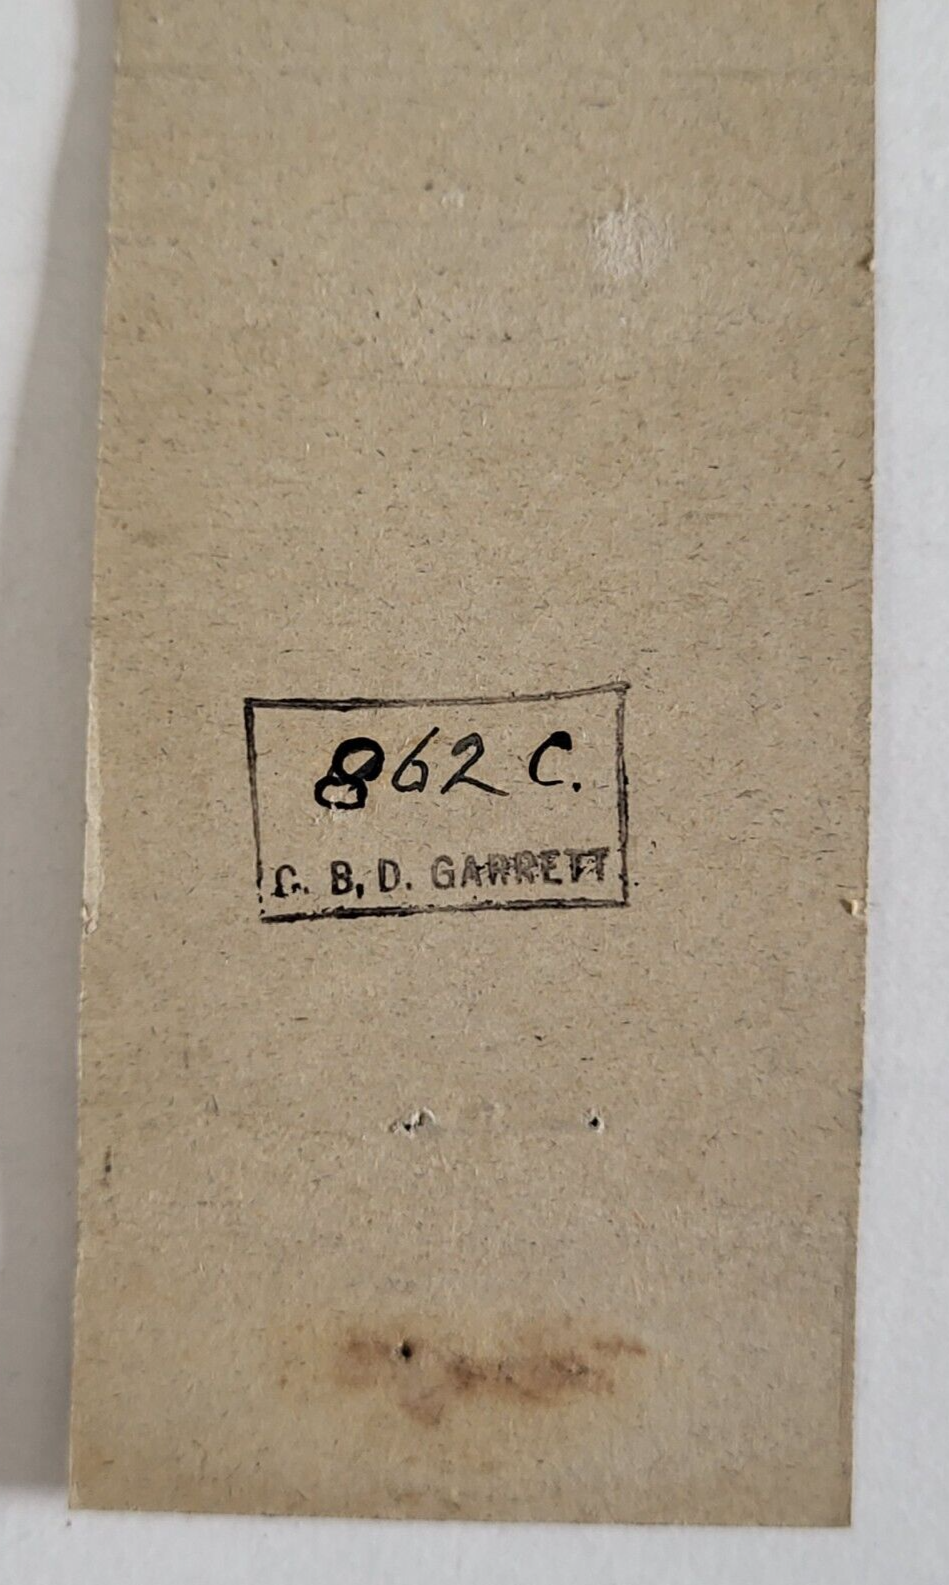 862 C.
C. B, D. GARRETT